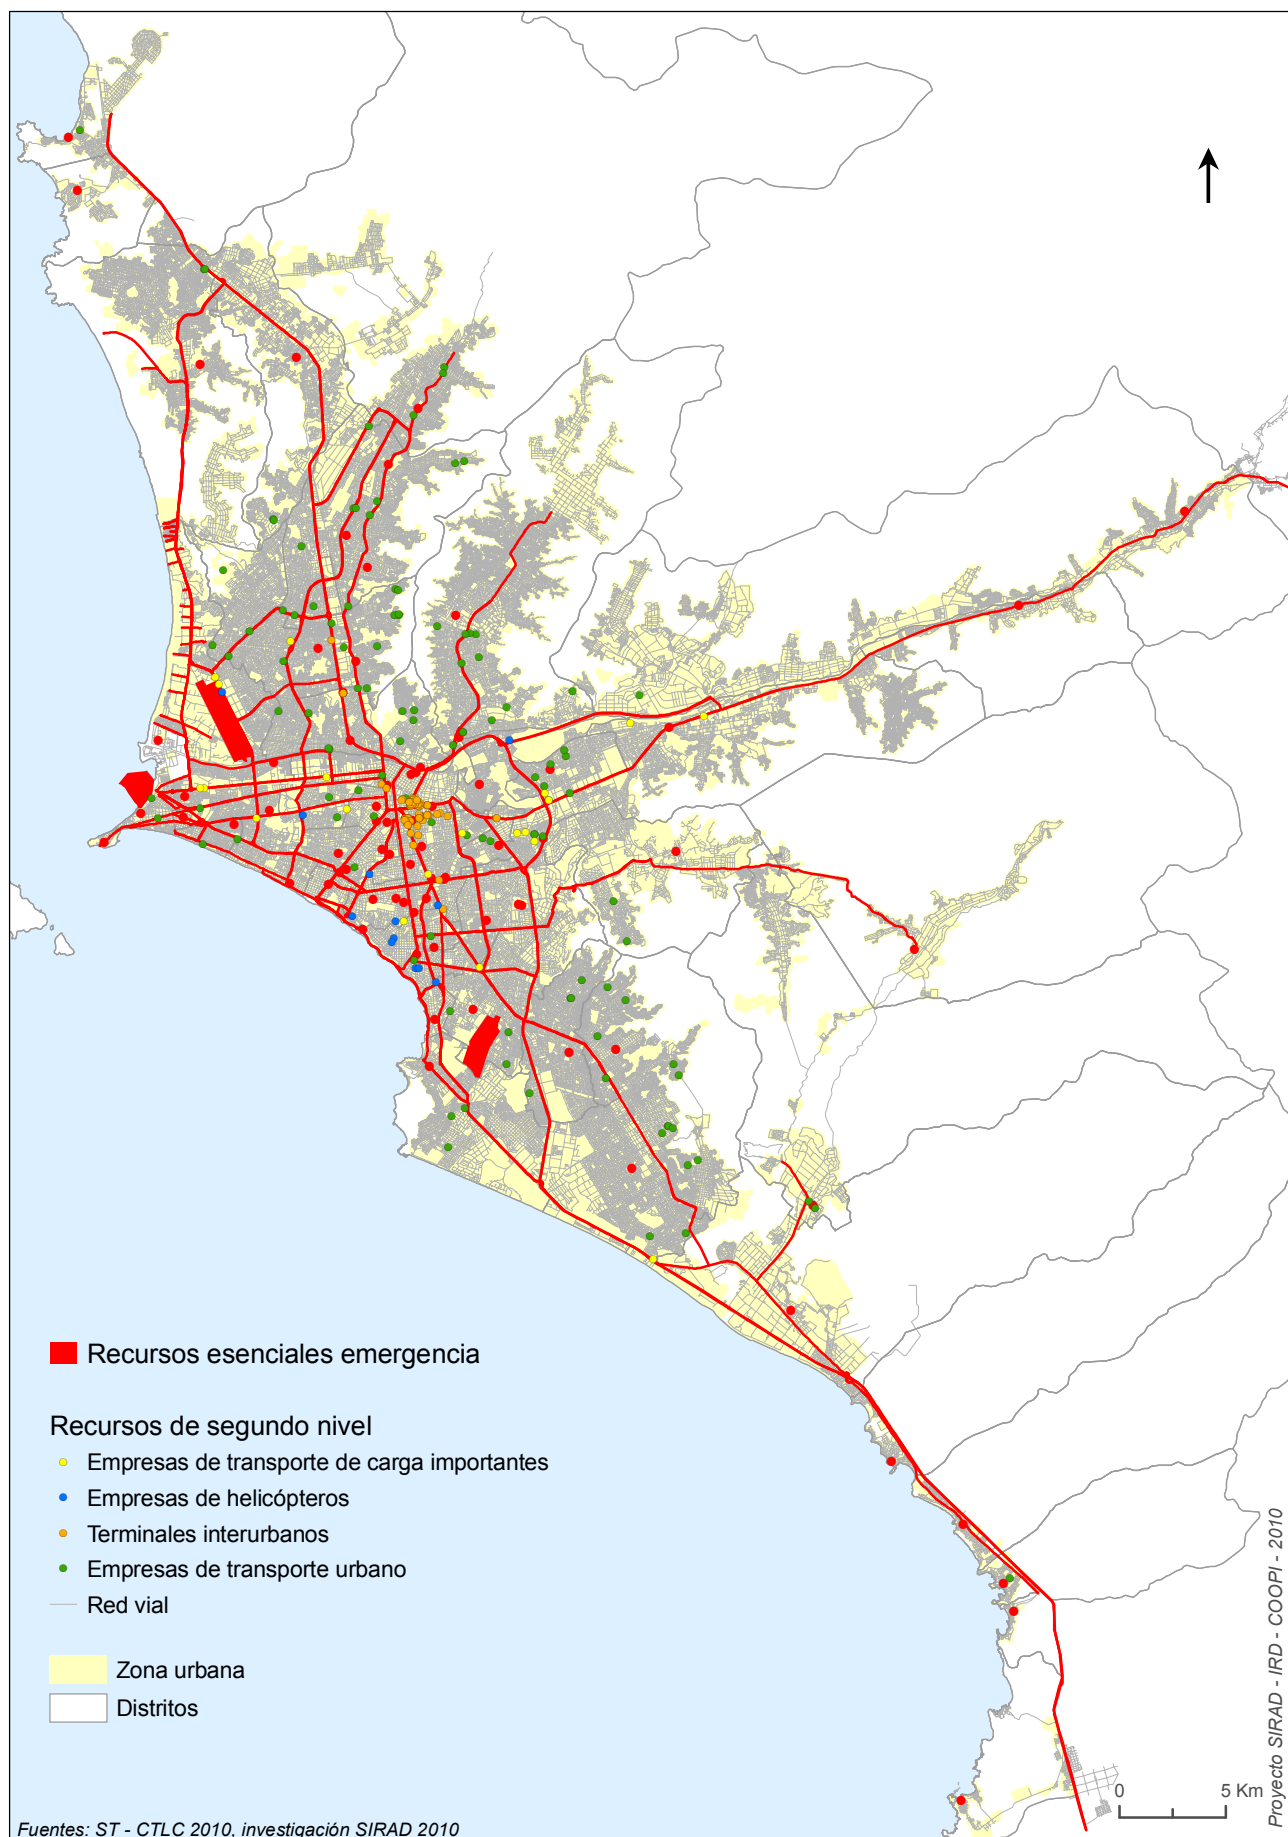 Recursos esenciales emergencia
Recursos de segundo nivel
Empresas de transporte de carga importantes
Empresas de helicópteros
Terminales interurbanos
Empresas de transporte urbano
Red vial
Zona urbana
Distritos
0 5 Km
Proyecto SIRAD - IRD - COOPI - 2010
Fuentes: ST - CTLC 2010, investigación SIRAD 2010